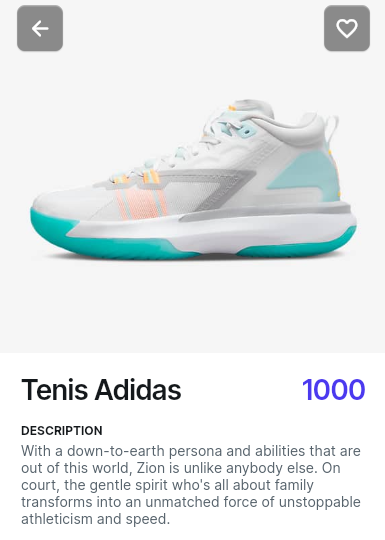 Tenis Adidas 1000
DESCRIPTION
With a down-to-earth persona and abilities that are
out of this world, Zion is unlike anybody else. On
court, the gentle spirit who's all about family
transforms into an unmatched force of unstoppable
athleticism and speed.